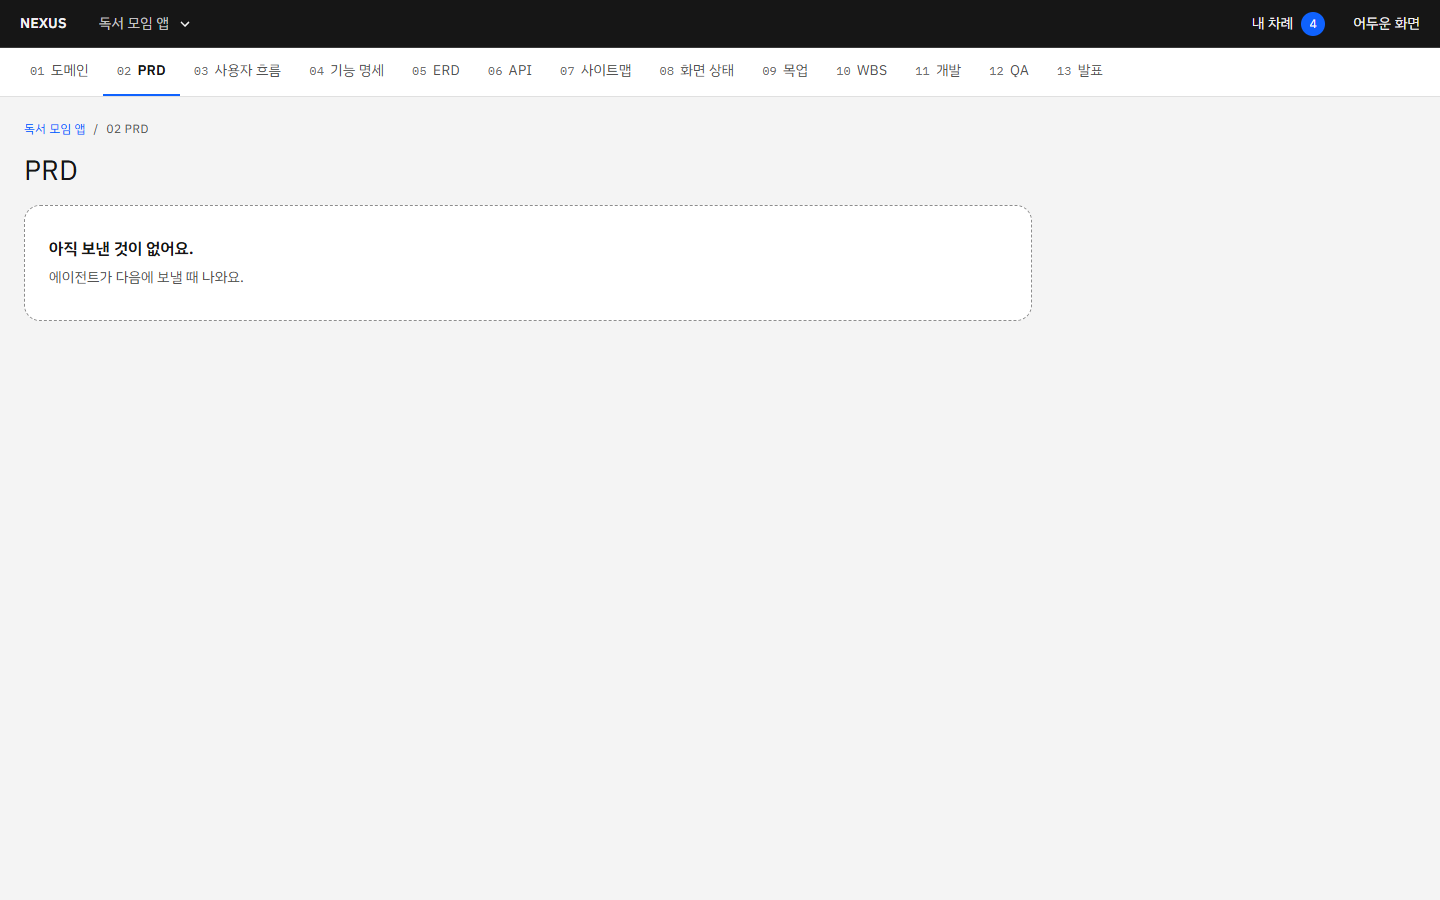 NEXUS 독서 모임 앱 내 차례 4 어두운 화면
01 도메인 02 PRD 03 사용자 흐름 04 기능 명세 05 ERD 06 API 07 사이트맵 08 화면 상태 09 목업 10 WBS 11 개발 12 QA 13 발표
독서 모임 앱 / 02 PRD
PRD
아직 보낸 것이 없어요.
에이전트가 다음에 보낼 때 나와요.